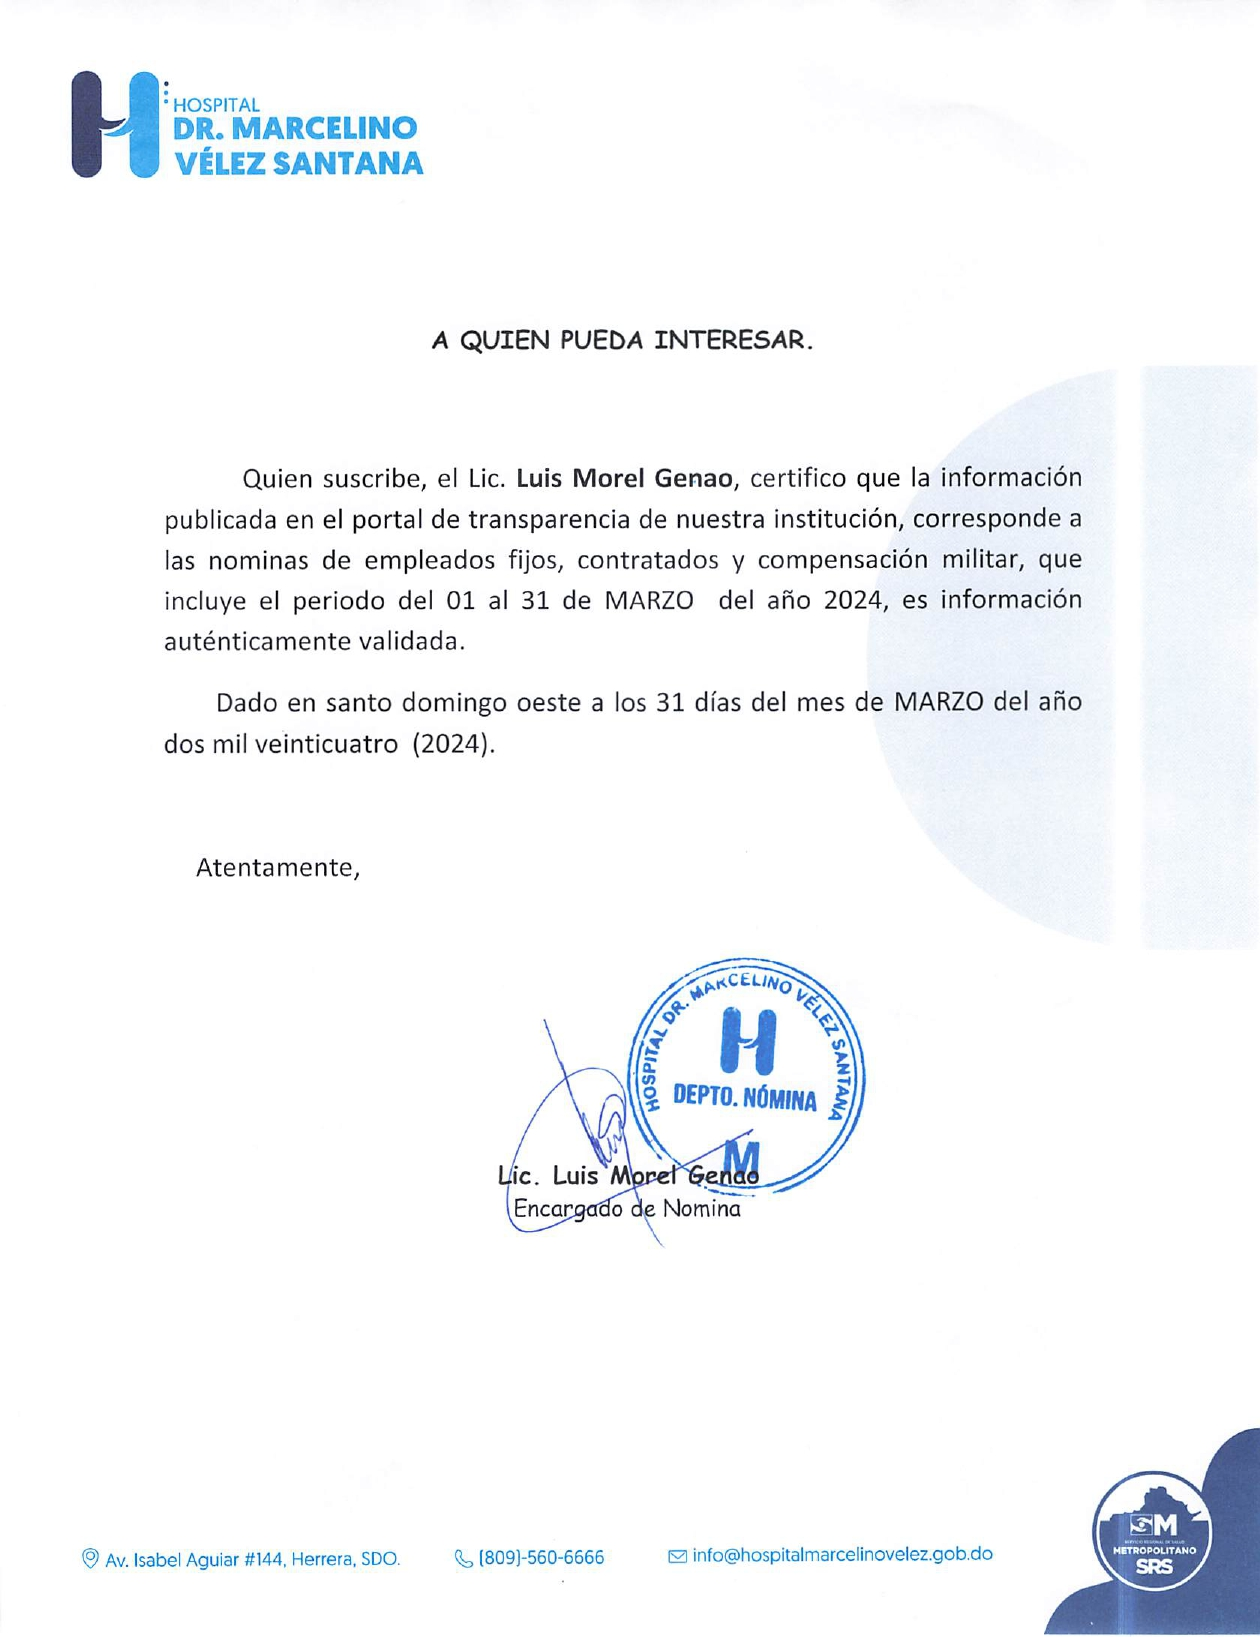 HOSPITAL
DR. MARCELINO
VÉLEZ SANTANA
A QUIEN PUEDA INTERESAR.
Quien suscribe, el Lic. Luis Morel Genao, certifico que la información
publicada en el portal de transparencia de nuestra institución, corresponde a
las nominas de empleados fijos, contratados y compensación militar, que
incluye el periodo del 01 al 31 de MARZO del año 2024, es información
auténticamente validada.
Dado en santo domingo oeste a los 31 días del mes de MARZO del año
dos mil veinticuatro (2024).
Atentamente,
HOSPITAL DR. MARCELINO VÉLEZ SANTANA
DEPTO. NÓMINA
M
Lic. Luis Morel Genao
Encargado de Nomina
Av. Isabel Aguiar #144, Herrera, SDO.
(809)-560-6666
info@hospitalmarcelinovelez.gob.do
SM
SERVICIO REGIONAL DE SALUD
METROPOLITANO
SRS